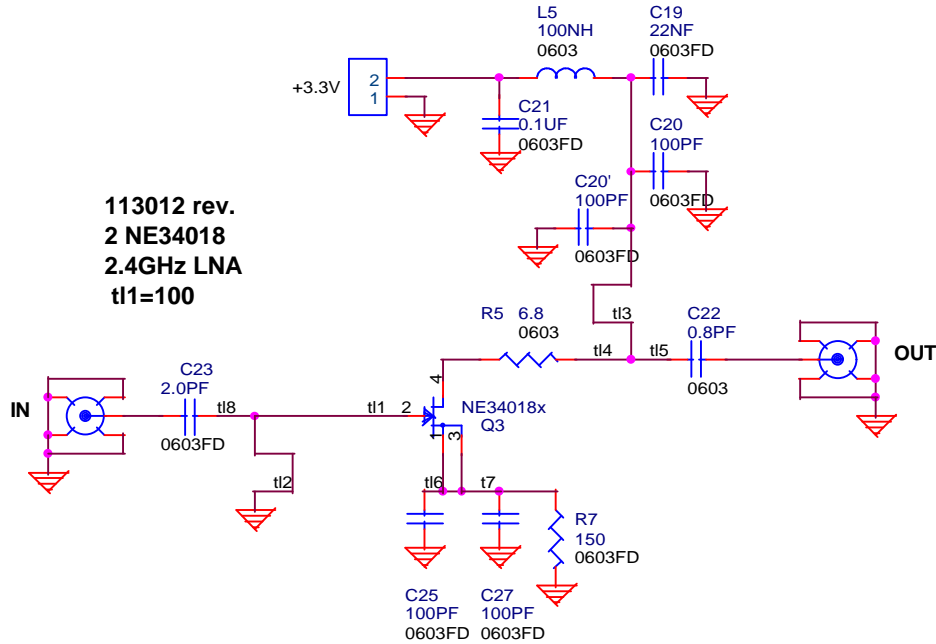 L5
100NH
0603
C19
22NF
0603FD
+3.3V
2
1
C21
0.1UF
0603FD
C20
100PF
0603FD
C20'
100PF
0603FD
113012 rev.
2 NE34018
2.4GHz LNA
tl1=100
R5 6.8
0603
tl3
tl4
tl5
C22
0.8PF
0603
OUT
IN
C23
2.0PF
0603FD
tl8
tl2
tl1
2
4
1
3
NE34018x
Q3
tl6
t7
R7
150
0603FD
C25
100PF
0603FD
C27
100PF
0603FD